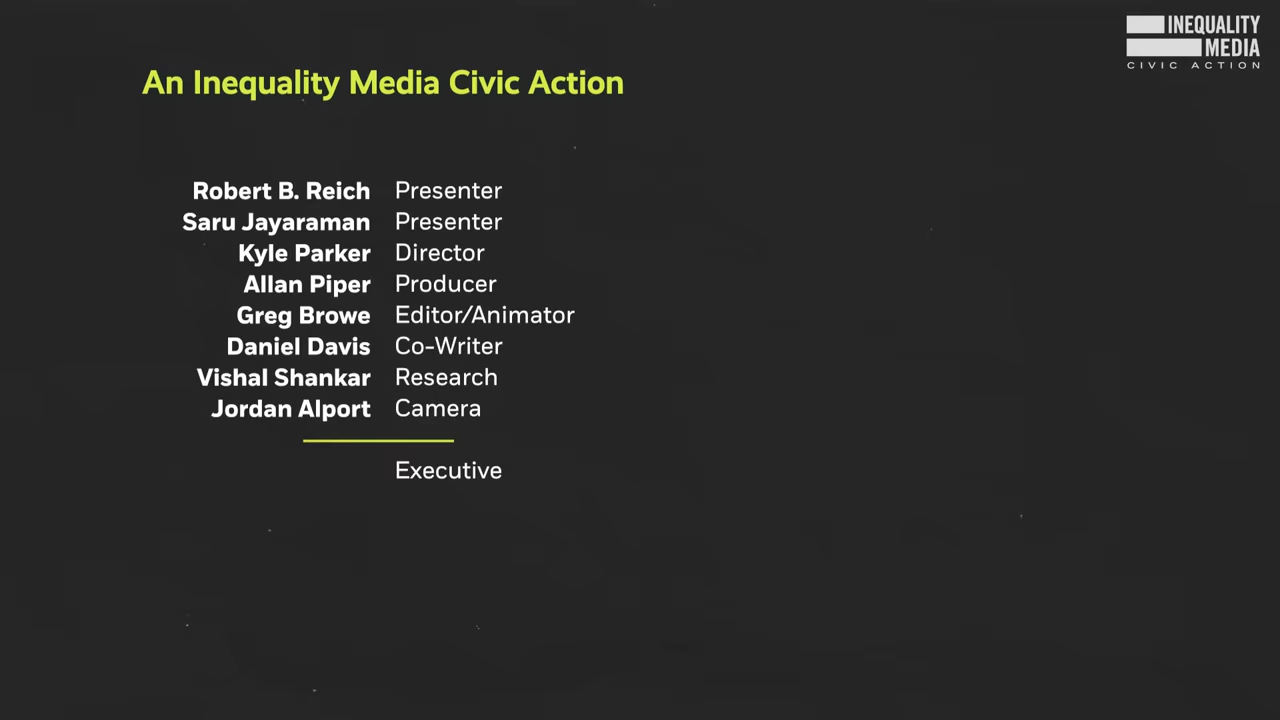 INEQUALITY
MEDIA
CIVIC ACTION
An Inequality Media Civic Action
Robert B. Reich Presenter
Saru Jayaraman Presenter
Kyle Parker Director
Allan Piper Producer
Greg Browe Editor/Animator
Daniel Davis Co-Writer
Vishal Shankar Research
Jordan Alport Camera
Executive